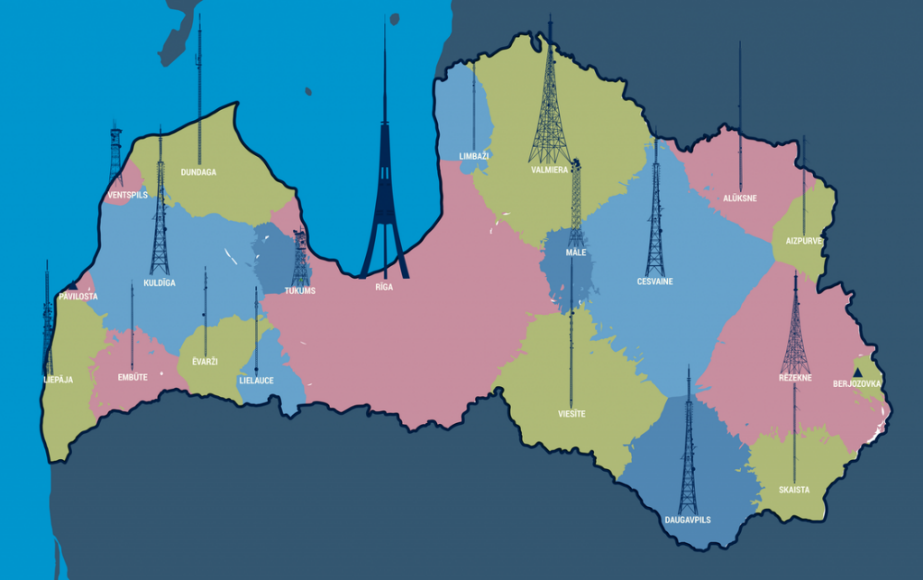 LIMBAŽI
VALMIERA
DUNDAGA
VENTSPILS
ALŪKSNE
AIZPURVE
MĀLE
KULDĪGA
CESVAINE
RĪGA
TUKUMS
PĀVILOSTA
ĒVARŽI
EMBŪTE
LIEPĀJA
LIELAUCE
RĒZEKNE
BERJOZOVKA
VIESĪTE
SKAISTA
DAUGAVPILS